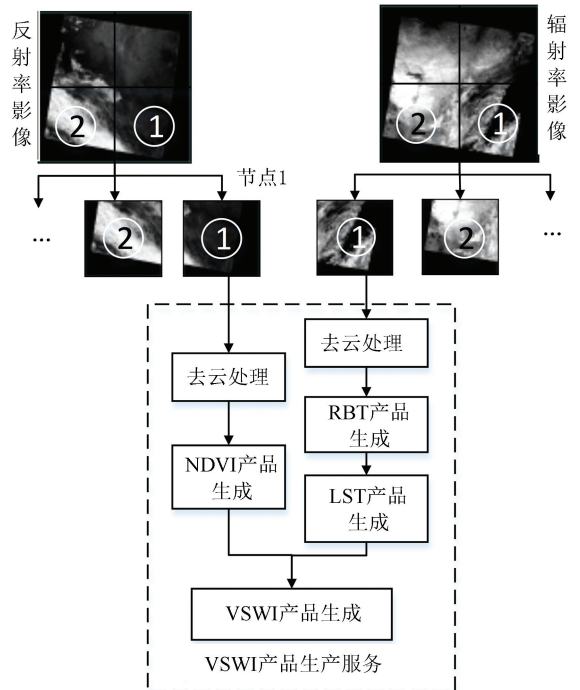 反射率影像
辐射率影像
2
1
2
1
节点1
...
2
1
1
2
...
去云处理
去云处理
RBT产品
生成
NDVI产品
生成
LST产品
生成
VSWI产品生成
VSWI产品生产服务